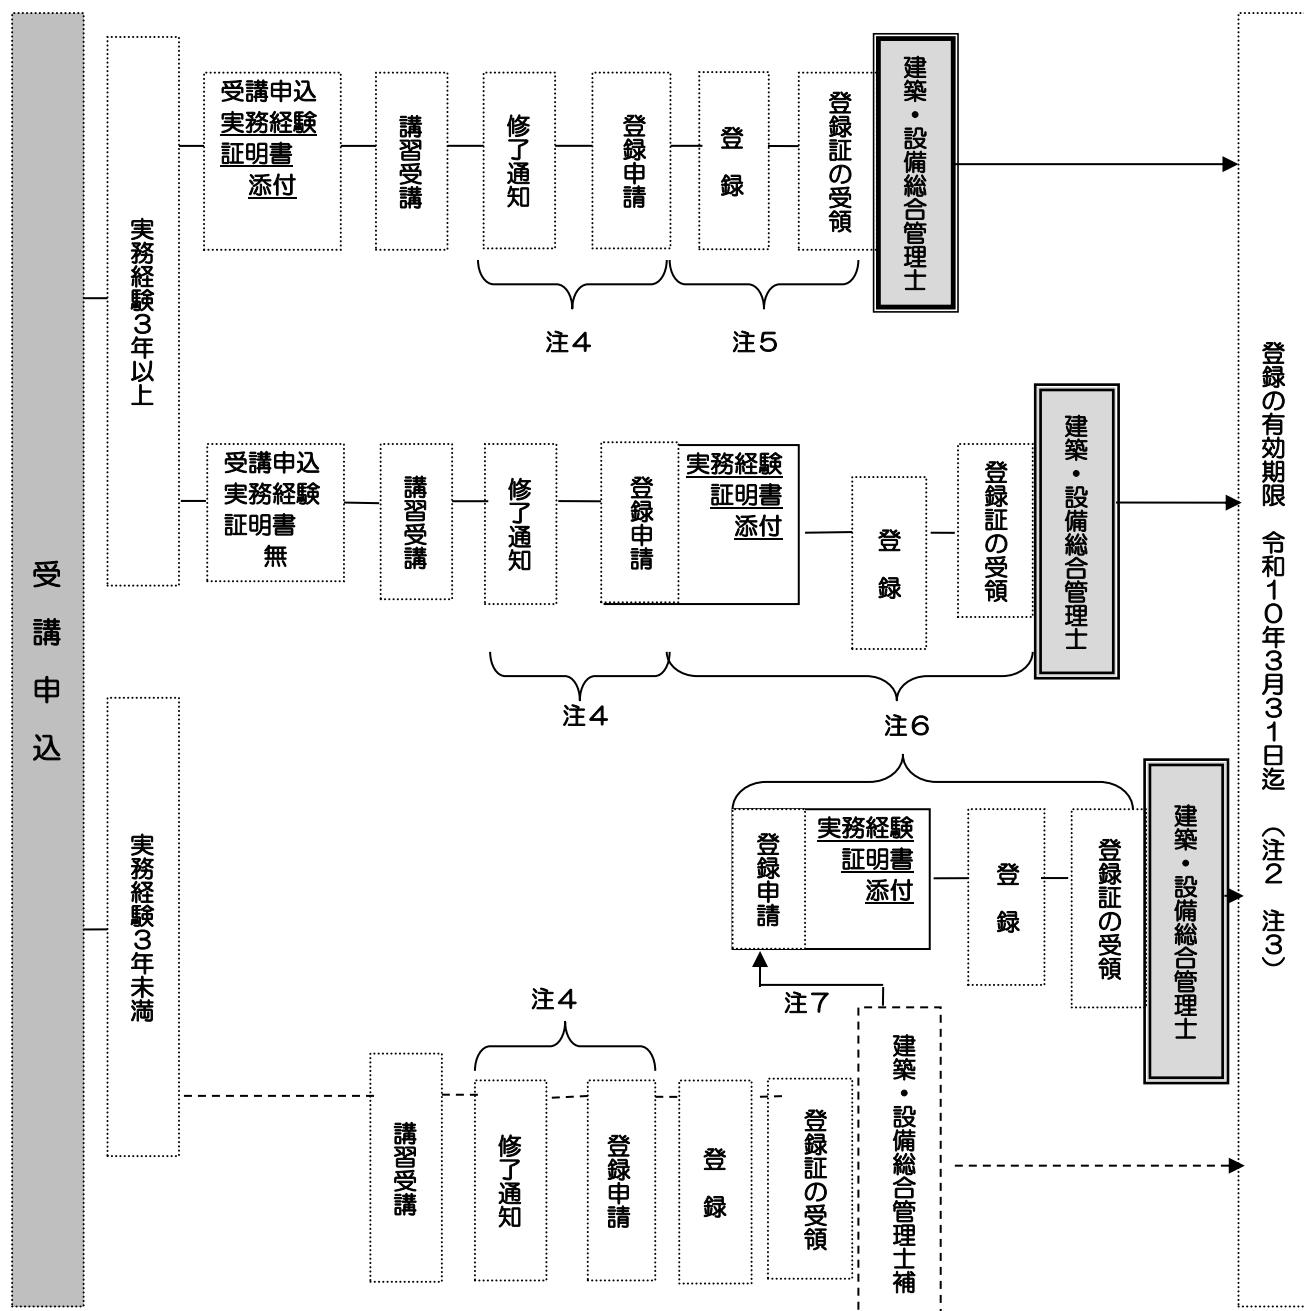 受講申込
実務経験３年以上
受講申込
実務経験
証明書
添付
講習受講
修了通知
登録申請
登録
登録証の受領
建築・設備総合管理士
注４
注５
受講申込
実務経験
証明書
無
講習受講
修了通知
登録申請
実務経験
証明書
添付
登録
登録証の受領
建築・設備総合管理士
注４
注６
実務経験３年未満
登録申請
実務経験
証明書
添付
登録
登録証の受領
建築・設備総合管理士
注７
注４
講習受講
修了通知
登録申請
登録
登録証の受領
建築・設備総合管理士補
登録の有効期限　令和１０年３月３１日迄　（注２　注３）